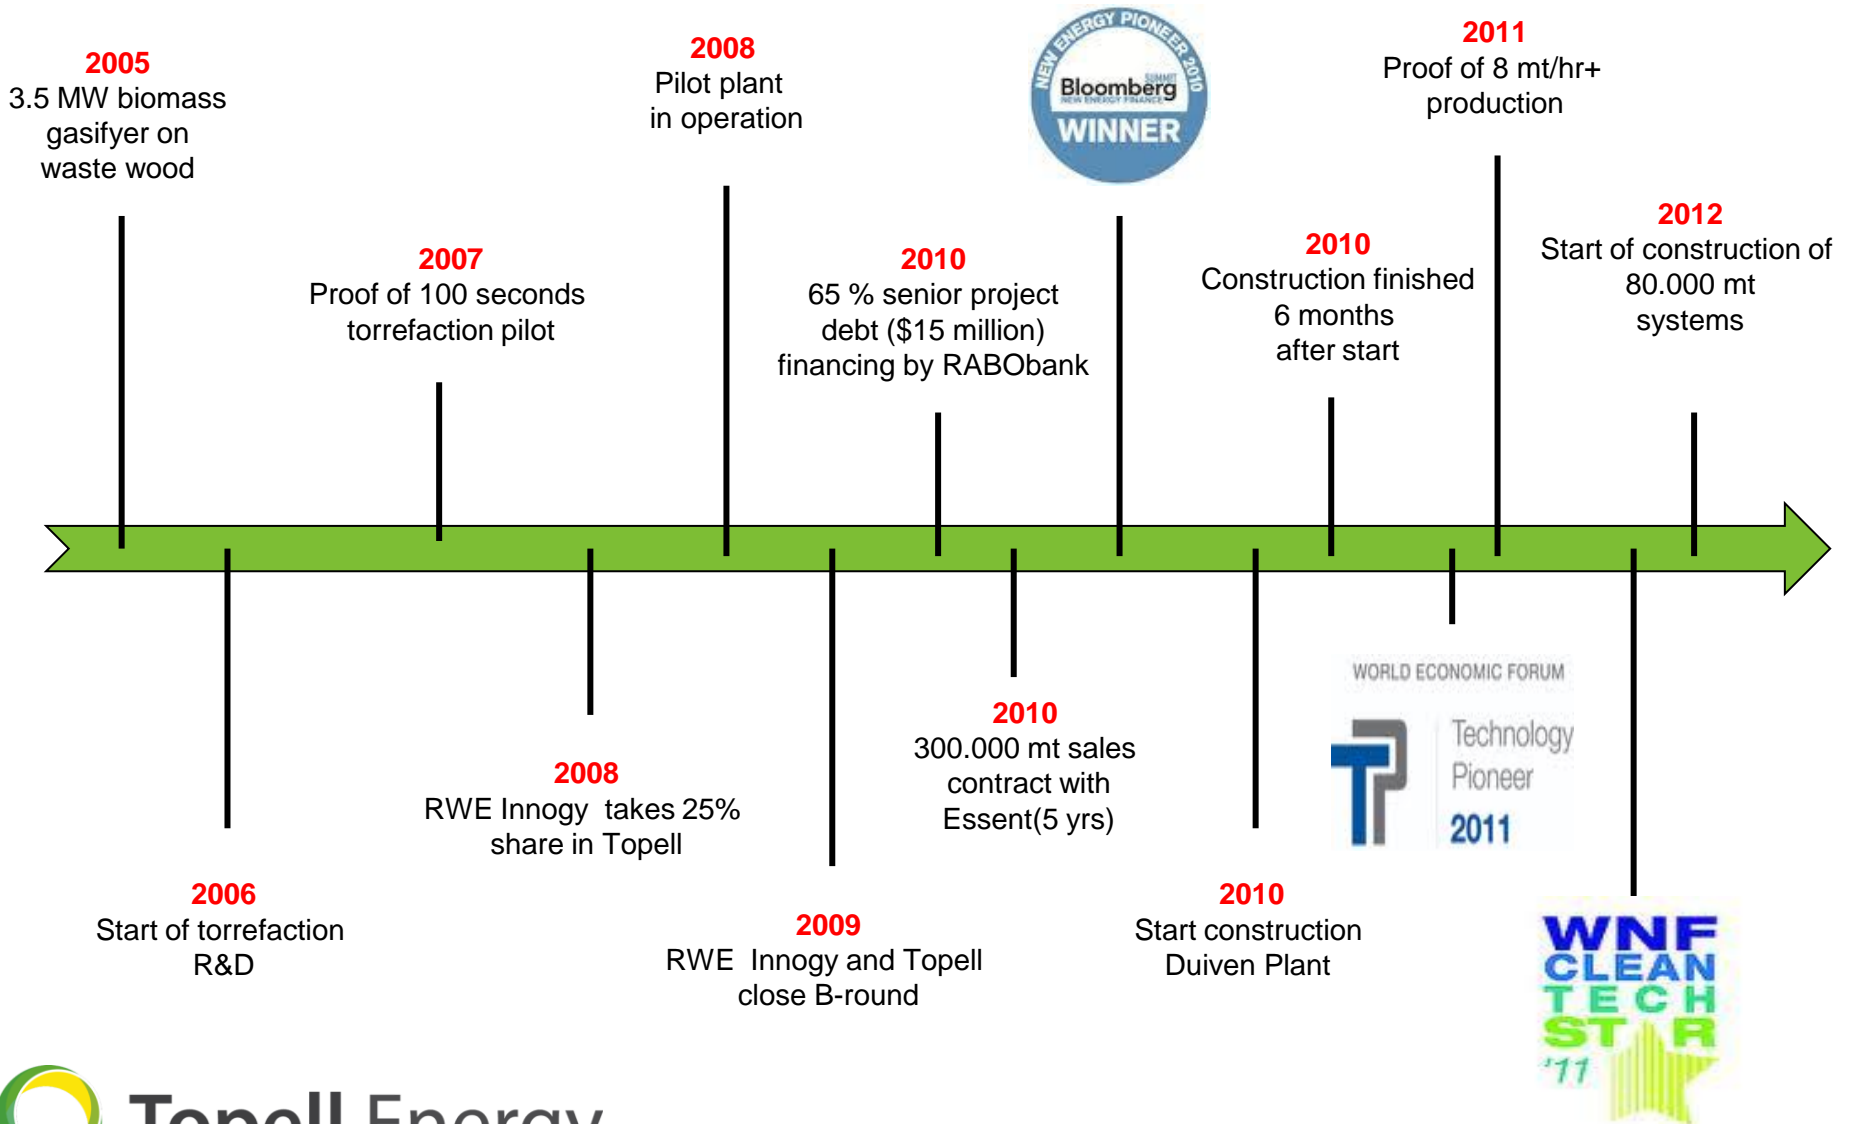 2005
3.5 MW biomass
gasifyer on
waste wood
2006
Start of torrefaction
R&D
2007
Proof of 100 seconds
torrefaction pilot
2008
RWE Innogy takes 25%
share in Topell
2008
Pilot plant
in operation
2009
RWE Innogy and Topell
close B-round
2010
65 % senior project
debt ($15 million)
financing by RABObank
2010
300.000 mt sales
contract with
Essent(5 yrs)
NEW ENERGY PIONEER 2010
SUMMIT
Bloomberg
NEW ENERGY FINANCE
WINNER
2010
Start construction
Duiven Plant
2010
Construction finished
6 months
after start
WORLD ECONOMIC FORUM
TP
Technology
Pioneer
2011
2011
Proof of 8 mt/hr+
production
WNF
CLEAN
TECH
STAR
'11
2012
Start of construction of
80.000 mt
systems
Topell Energy